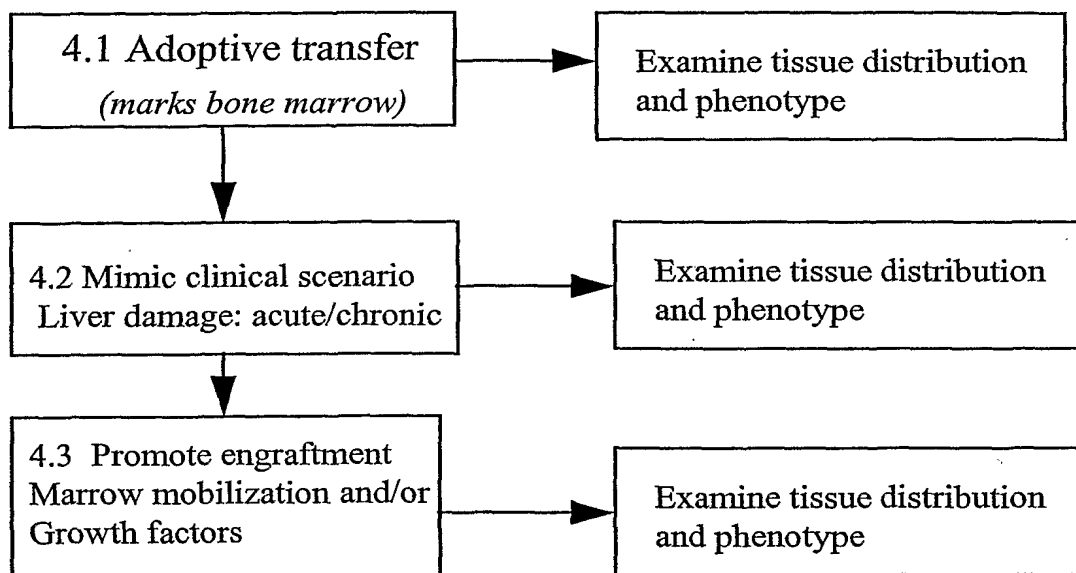 4.1 Adoptive transfer
(marks bone marrow)
Examine tissue distribution
and phenotype
4.2 Mimic clinical scenario
Liver damage: acute/chronic
Examine tissue distribution
and phenotype
4.3 Promote engraftment
Marrow mobilization and/or
Growth factors
Examine tissue distribution
and phenotype